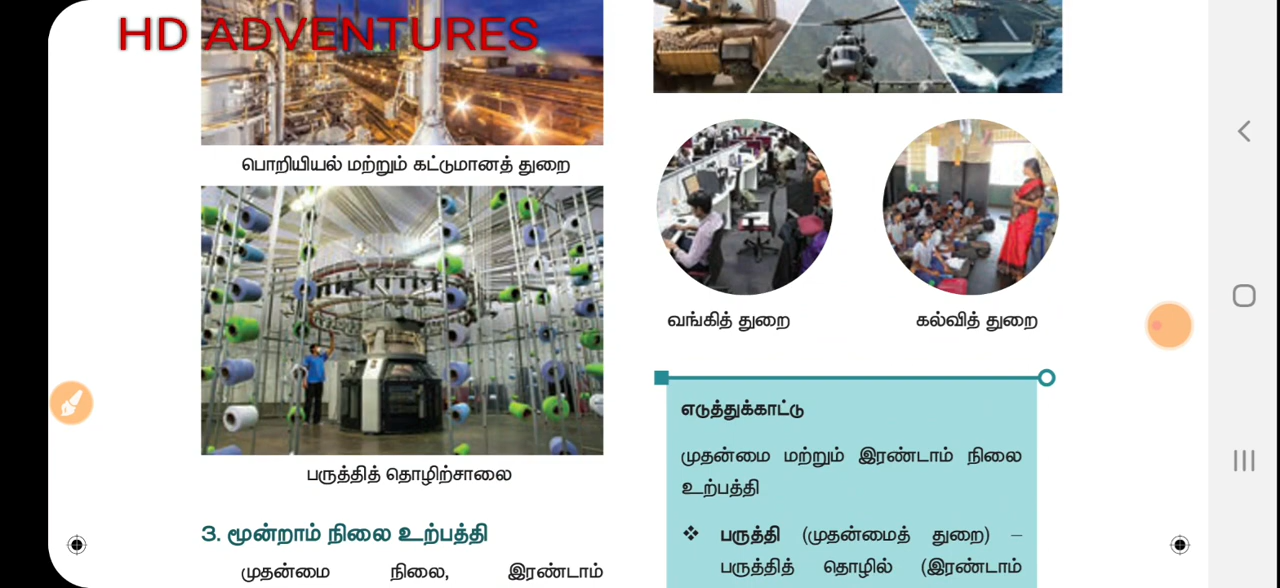 HD ADVENTURES
பொறியியல் மற்றும் கட்டுமானத் துறை
பருத்தித் தொழிற்சாலை
3. மூன்றாம் நிலை உற்பத்தி
முதன்மை நிலை, இரண்டாம்
வங்கித் துறை
கல்வித் துறை
எடுத்துக்காட்டு
முதன்மை மற்றும் இரண்டாம் நிலை
உற்பத்தி
❖ பருத்தி (முதன்மைத் துறை) –
பருத்தித் தொழில் (இரண்டாம்